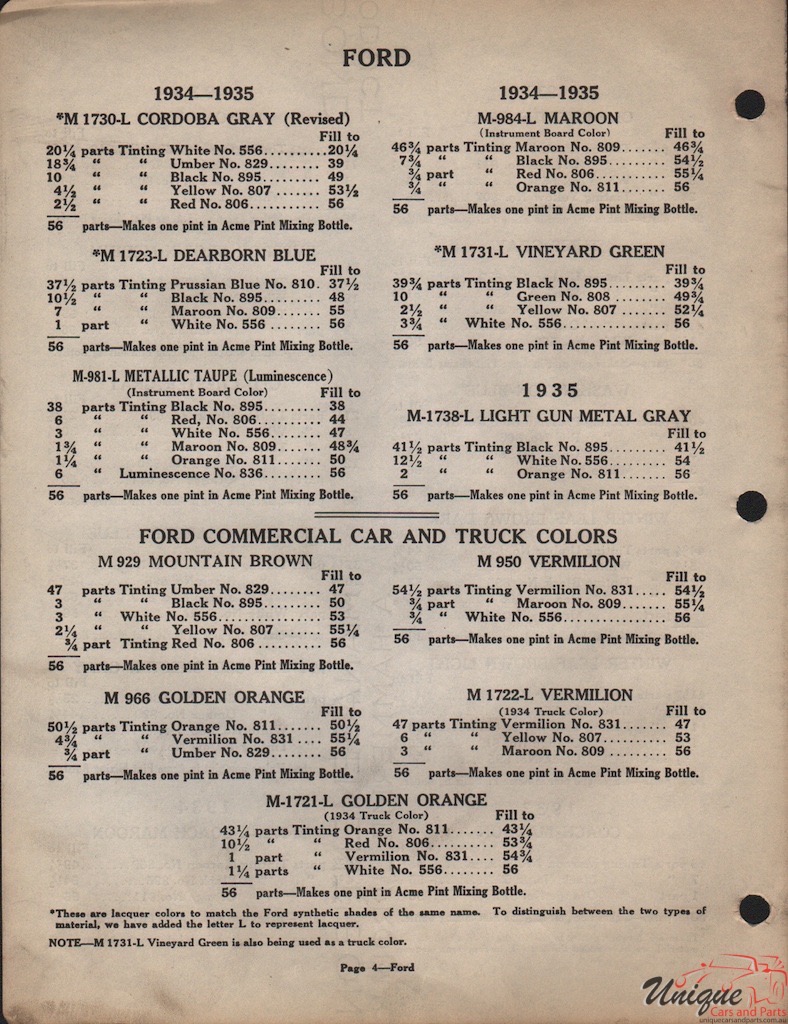 FORD
1934—1935
*M 1730-L CORDOBA GRAY (Revised)
Fill to
20¼ parts Tinting White No. 556..........20¼
18¾ “ “ Umber No. 829........ 39
10 “ “ Black No. 895........ 49
4½ “ “ Yellow No. 807 ....... 53½
2½ “ “ Red No. 806........... 56
56 parts—Makes one pint in Acme Pint Mixing Bottle.
*M 1723-L DEARBORN BLUE
Fill to
37½ parts Tinting Prussian Blue No. 810. 37½
10½ “ “ Black No. 895........ 48
7 “ “ Maroon No. 809....... 55
1 part “ White No. 556 ........ 56
56 parts—Makes one pint in Acme Pint Mixing Bottle.
M-981-L METALLIC TAUPE (Luminescence)
(Instrument Board Color) Fill to
38 parts Tinting Black No. 895......... 38
6 “ “ Red, No. 806.......... 44
3 “ “ White No. 556......... 47
1¾ “ “ Maroon No. 809....... 48¾
1¼ “ “ Orange No. 811....... 50
6 “ Luminescence No. 836......... 56
56 parts—Makes one pint in Acme Pint Mixing Bottle.
1934—1935
M-984-L MAROON
(Instrument Board Color) Fill to
46¾ parts Tinting Maroon No. 809....... 46¾
7¾ “ “ Black No. 895......... 54½
¾ part “ Red No. 806........... 55¼
¾ “ “ Orange No. 811....... 56
56 parts—Makes one pint in Acme Pint Mixing Bottle.
*M 1731-L VINEYARD GREEN
Fill to
39¾ parts Tinting Black No. 895......... 39¾
10 “ “ Green No. 808 ........ 49¾
2½ “ “ Yellow No. 807 ....... 52¼
3¾ “ White No. 556................ 56
56 parts—Makes one pint in Acme Pint Mixing Bottle.
1935
M-1738-L LIGHT GUN METAL GRAY
Fill to
41½ parts Tinting Black No. 895......... 41½
12½ “ “ White No. 556........ 54
2 “ “ Orange No. 811....... 56
56 parts—Makes one pint in Acme Pint Mixing Bottle.
FORD COMMERCIAL CAR AND TRUCK COLORS
M 929 MOUNTAIN BROWN
Fill to
47 parts Tinting Umber No. 829........ 47
3 “ “ Black No. 895........ 50
3 “ White No. 556................ 53
2¼ “ “ Yellow No. 807 ....... 55¼
¾ part Tinting Red No. 806 .......... 56
56 parts—Makes one pint in Acme Pint Mixing Bottle.
M 950 VERMILION
Fill to
54½ parts Tinting Vermilion No. 831..... 54½
¾ part “ Maroon No. 809....... 55¼
¾ “ White No. 556................ 56
56 parts—Makes one pint in Acme Pint Mixing Bottle.
M 966 GOLDEN ORANGE
Fill to
50½ parts Tinting Orange No. 811....... 50½
4¾ “ “ Vermilion No. 831 .... 55¼
¾ part “ Umber No. 829........ 56
56 parts—Makes one pint in Acme Pint Mixing Bottle.
M 1722-L VERMILION
(1934 Truck Color) Fill to
47 parts Tinting Vermilion No. 831....... 47
6 “ “ Yellow No. 807......... 53
3 “ “ Maroon No. 809 ........ 56
56 parts—Makes one pint in Acme Pint Mixing Bottle.
M-1721-L GOLDEN ORANGE
(1934 Truck Color) Fill to
43¼ parts Tinting Orange No. 811....... 43¼
10½ “ “ Red No. 806........... 53¾
1 part “ Vermilion No. 831.... 54¾
1¼ parts “ White No. 556......... 56
56 parts—Makes one pint in Acme Pint Mixing Bottle.
*These are lacquer colors to match the Ford synthetic shades of the same name. To distinguish between the two types of
material, we have added the letter L to represent lacquer.
NOTE—M 1731-L Vineyard Green is also being used as a truck color.
Page 4—Ford
Unique
Cars and Parts
uniquecarsandparts.com.au